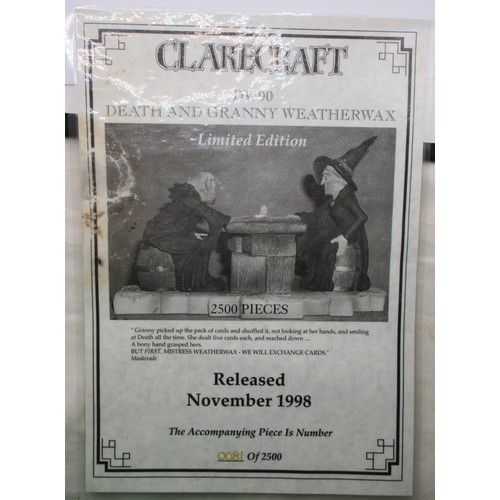 CLARECRAFT
DW 90
DEATH AND GRANNY WEATHERWAX
-Limited Edition
2500 PIECES
" Granny picked up the pack of cards and shuffled it, not looking at her hands, and smiling
at Death all the time. She dealt five cards each, and reached down ....
A bony hand grasped hers.
BUT FIRST, MISTRESS WEATHERWAX - WE WILL EXCHANGE CARDS."
Maskerade
Released
November 1998
The Accompanying Piece Is Number
0081 Of 2500